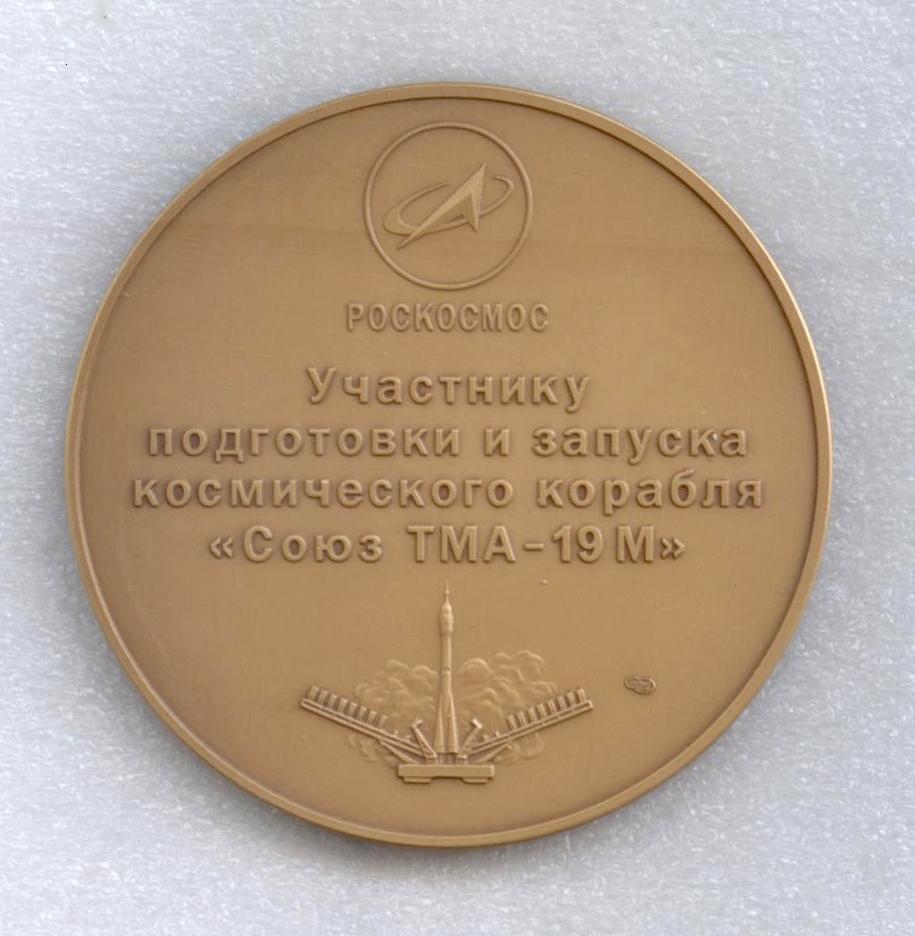 РОСКОСМОС
Участнику
подготовки и запуска
космического корабля
«Союз ТМА-19М»